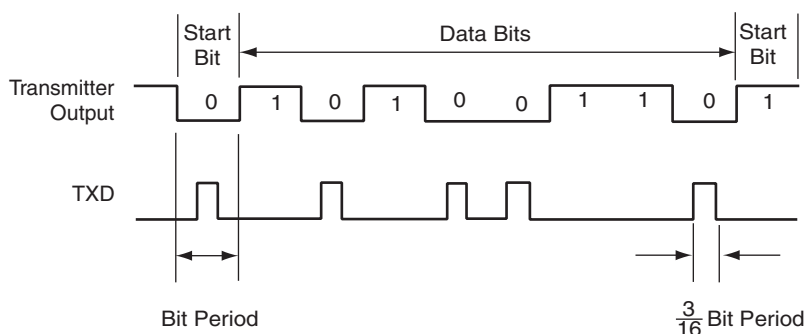 Start Bit
Data Bits
Start Bit
Transmitter Output
0 1 0 1 0 0 1 1 0 1
TXD
Bit Period
3/16 Bit Period